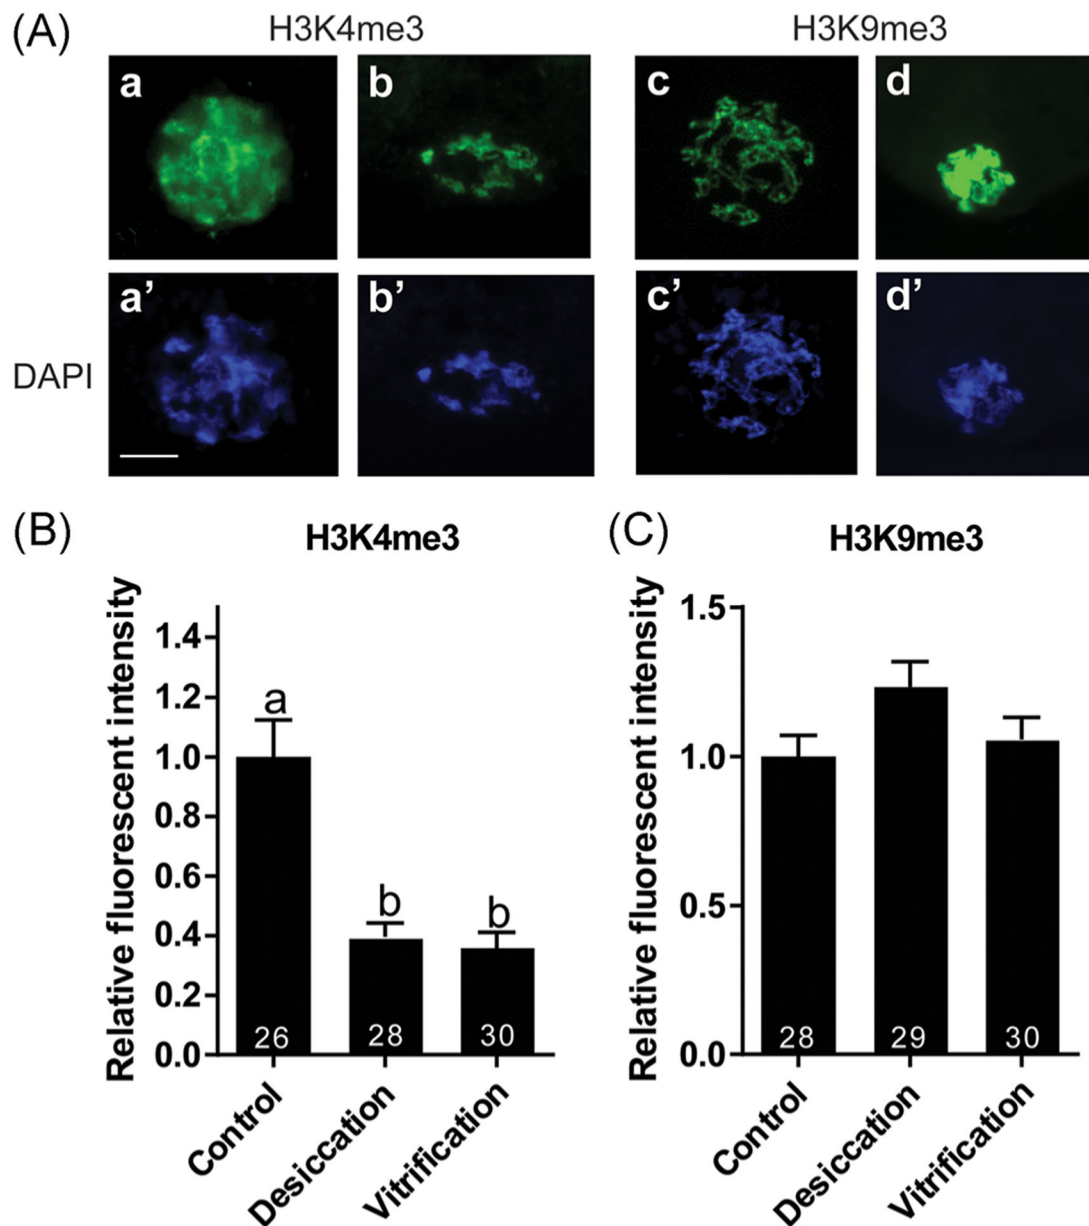 (A)
H3K4me3 H3K9me3
a b c d
a’ b’ c’ d’
DAPI
(B)
H3K4me3
Relative fluorescent intensity
1.4
1.2
1.0
0.8
0.6
0.4
0.2
0.0
a
b
b
26 28 30
Control
Desiccation
Vitrification
(C)
H3K9me3
Relative fluorescent intensity
1.5
1.0
0.5
0.0
28 29 30
Control
Desiccation
Vitrification